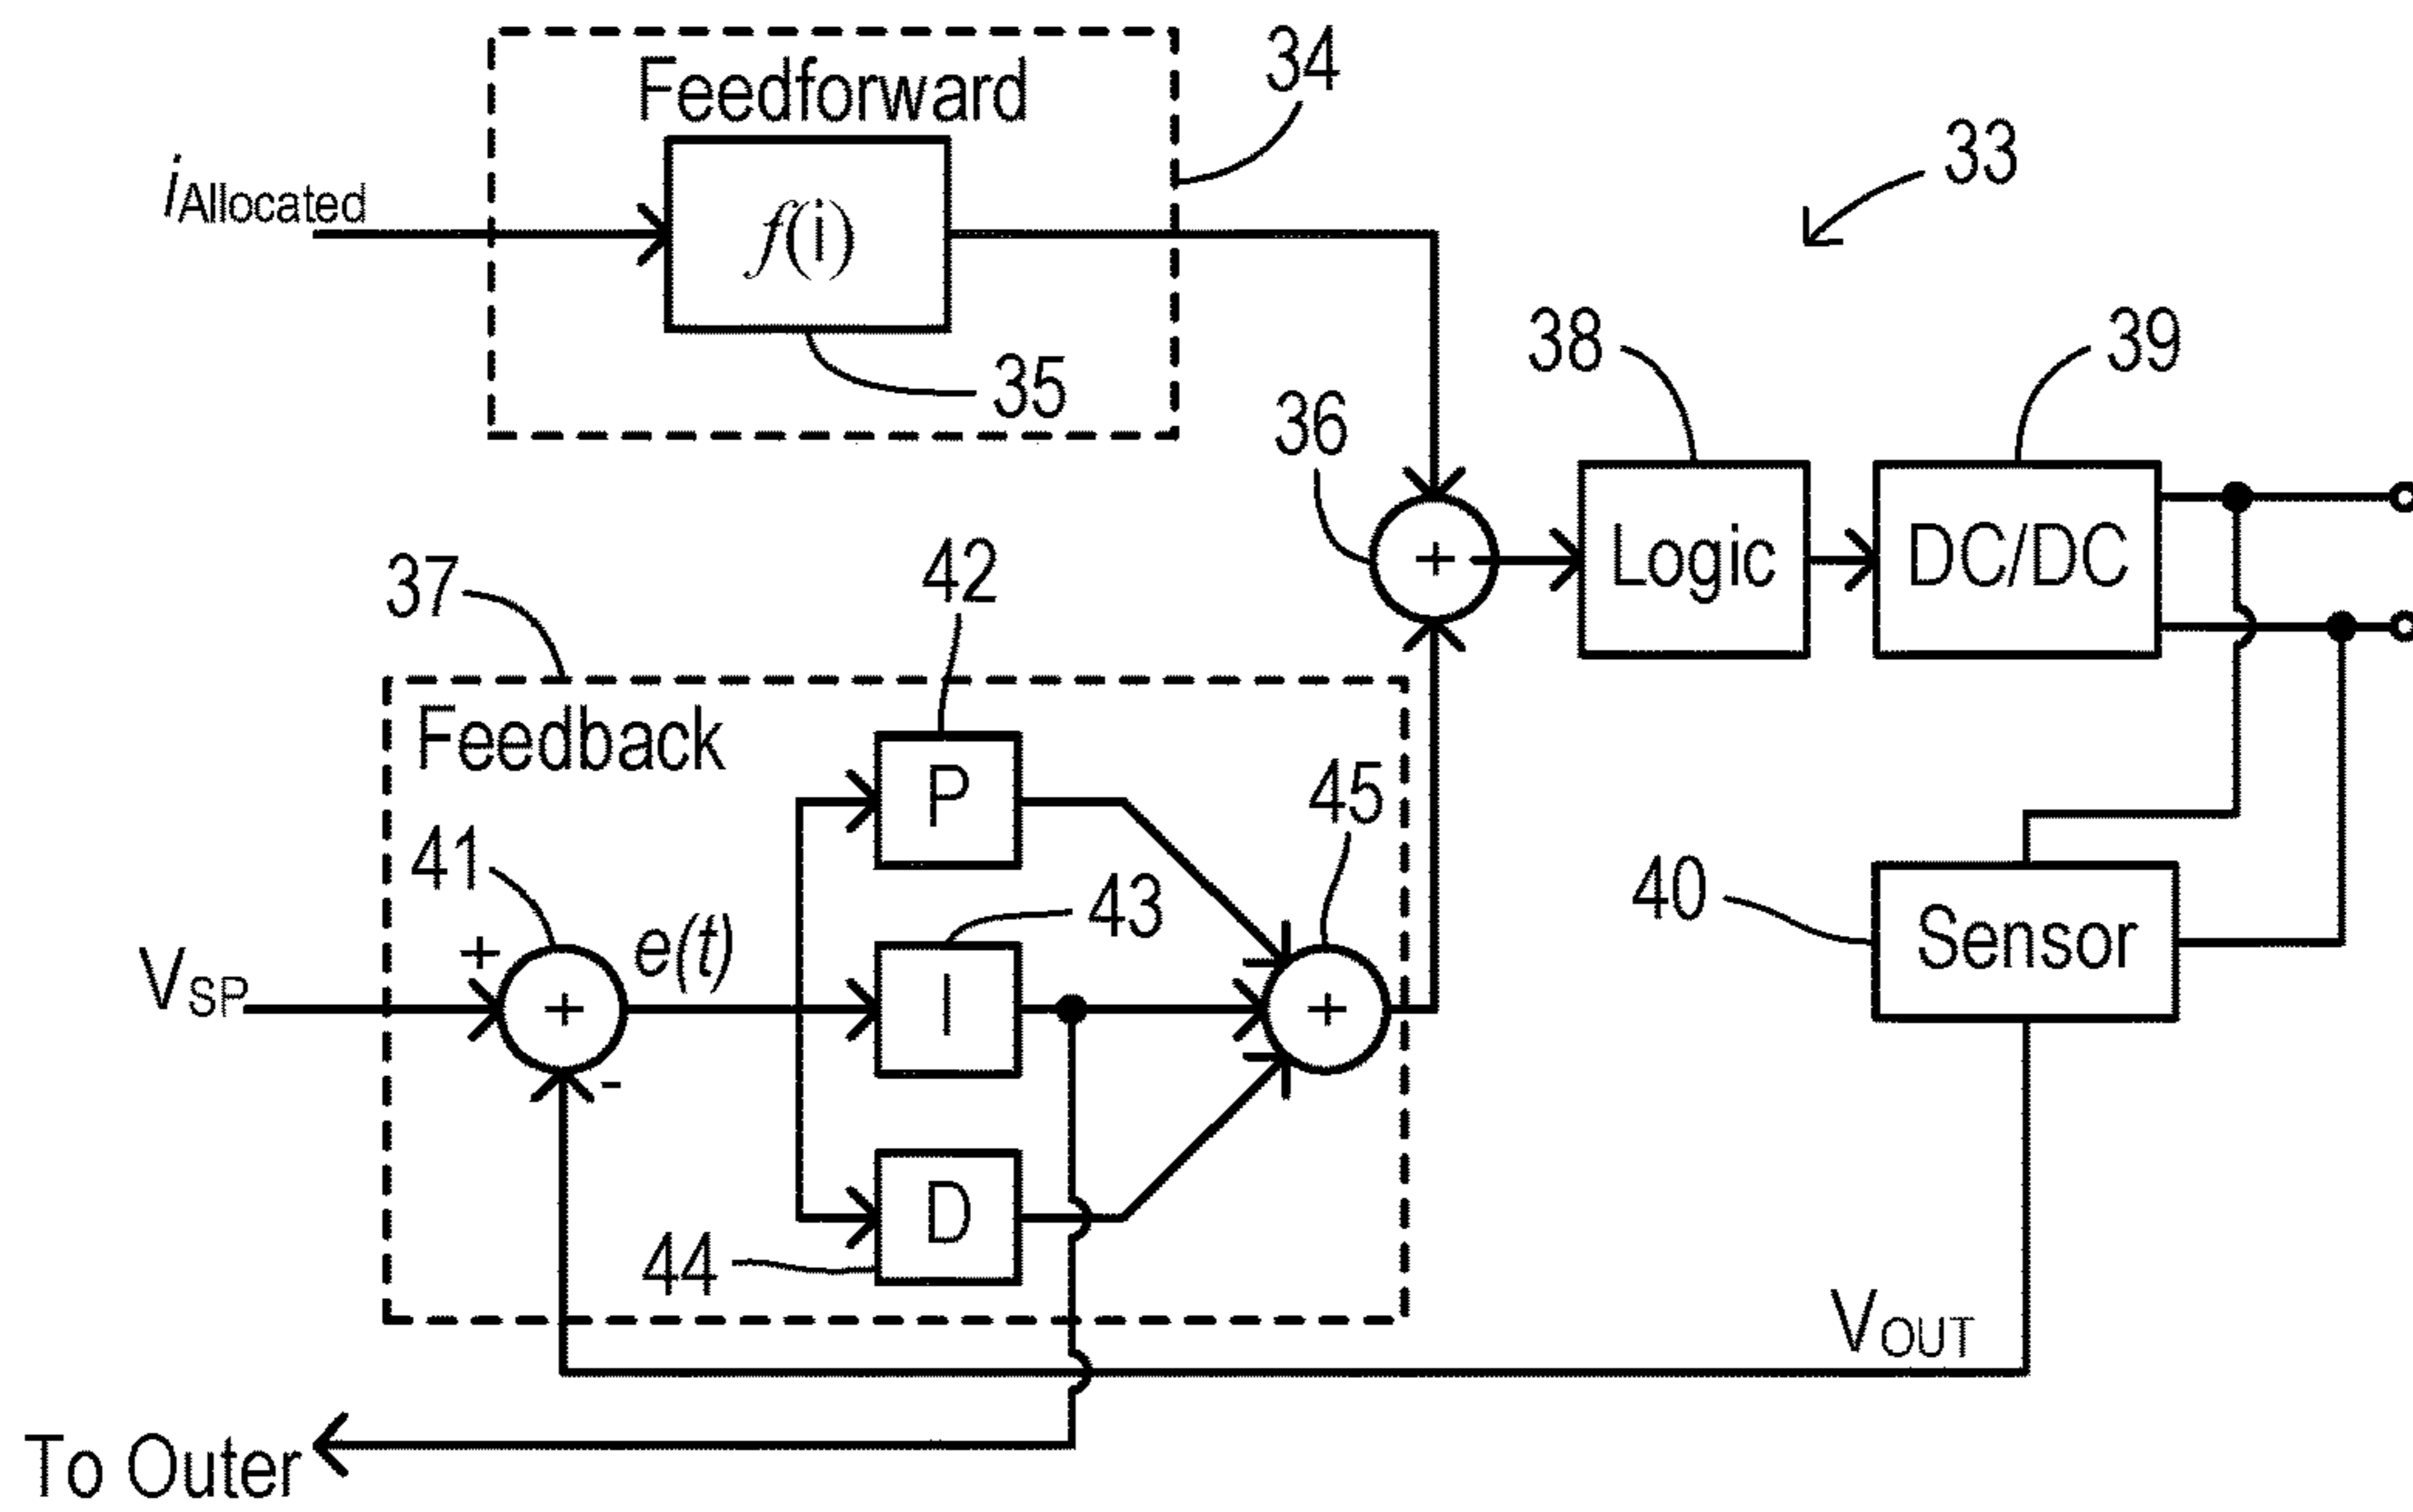 Feedforward
34
33
iAllocated
f(i)
35
38
39
36
+
Logic
DC/DC
37
42
Feedback
P
45
41
43
40
Sensor
+
e(t)
VSP
+
I
+
-
D
44
VOUT
To Outer